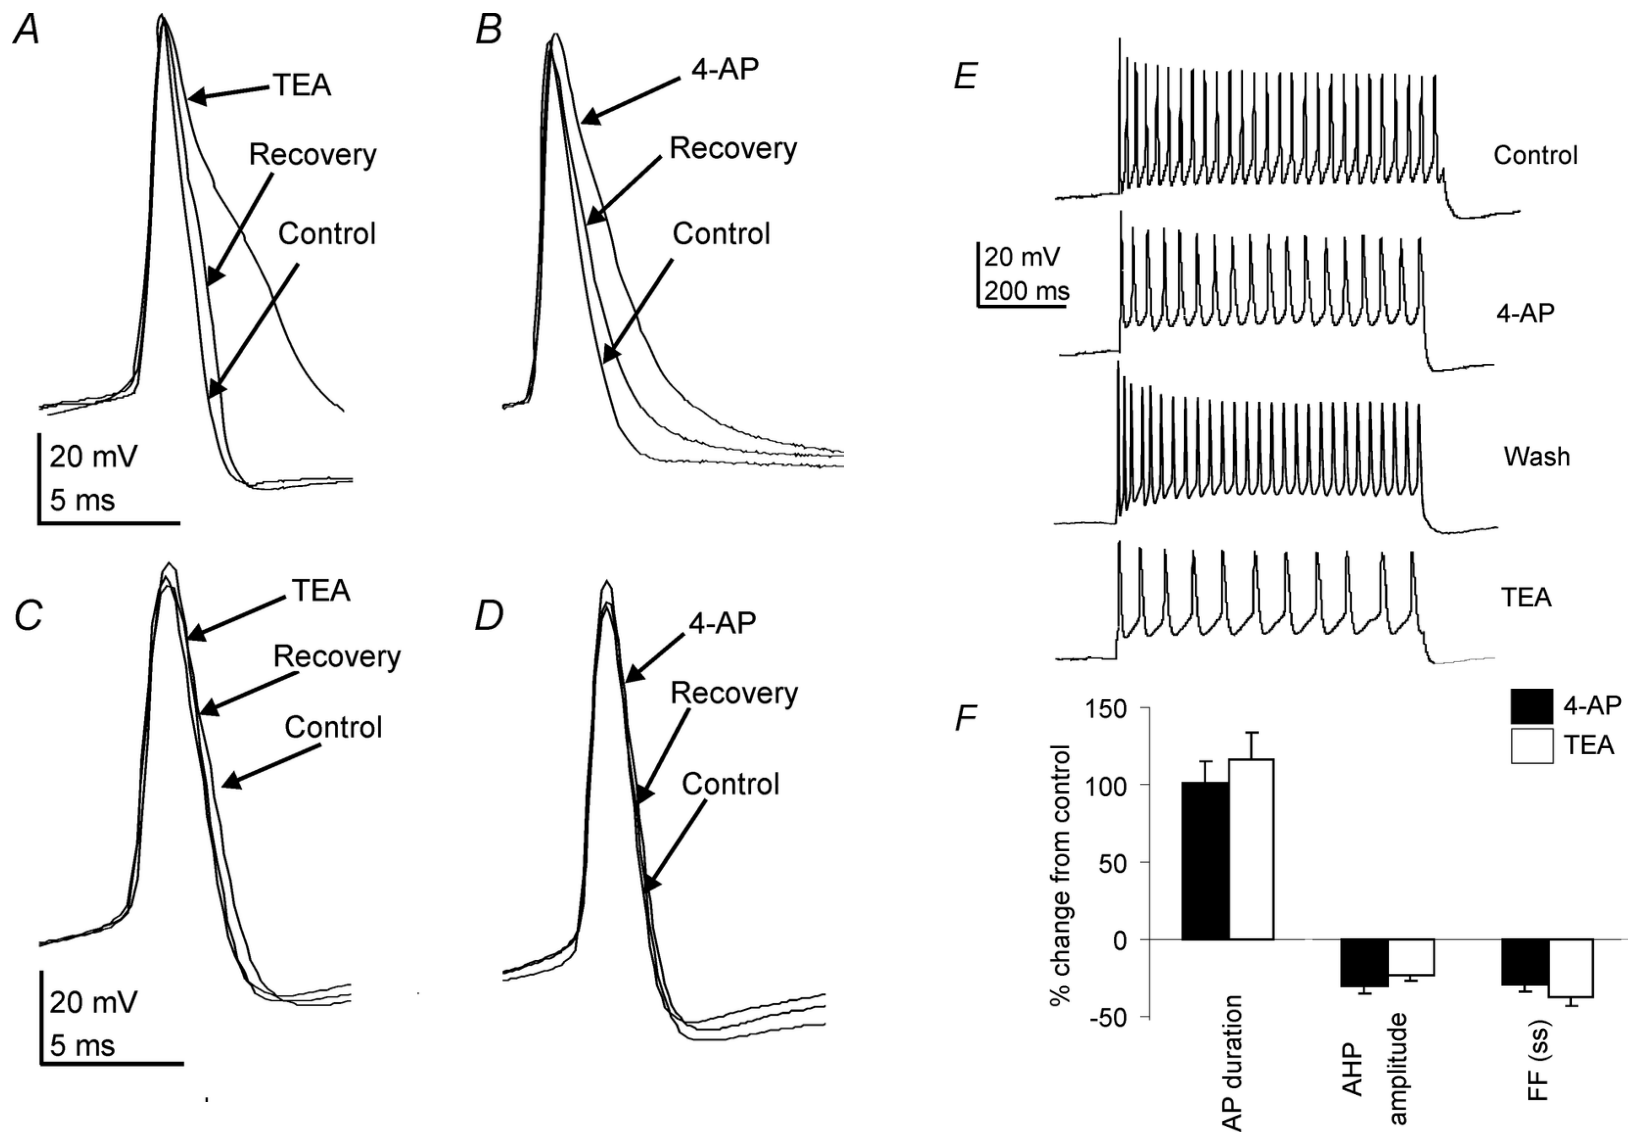 A
TEA
Recovery
Control
20 mV
5 ms
B
4-AP
Recovery
Control
C
TEA
Recovery
Control
20 mV
5 ms
D
4-AP
Recovery
Control
E
Control
20 mV
200 ms
4-AP
Wash
TEA
F
4-AP
TEA
% change from control
150
100
50
0
-50
AP duration
AHP
amplitude
FF (ss)